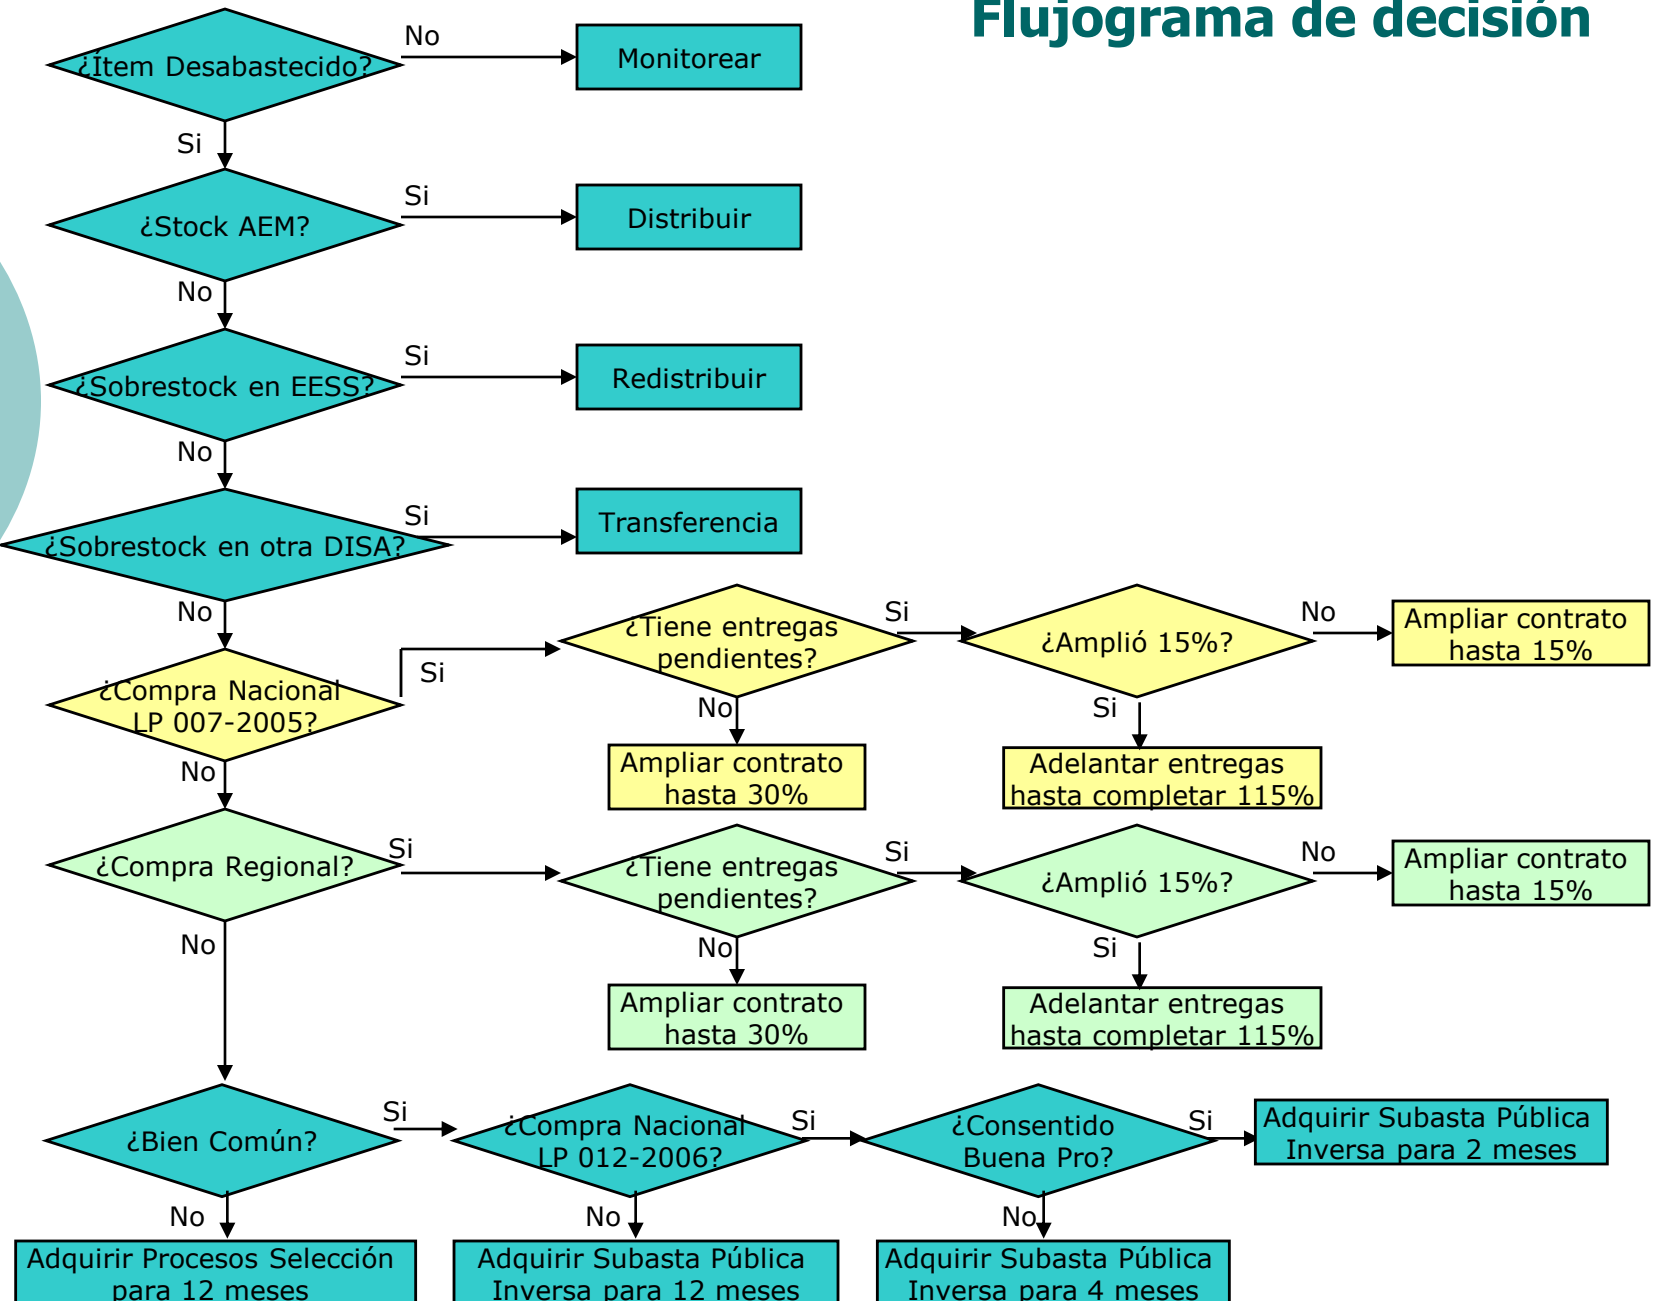 Flujograma de decisión
¿Ítem Desabastecido?
No
Monitorear
Si
¿Stock AEM?
Si
Distribuir
No
¿Sobrestock en EESS?
Si
Redistribuir
No
¿Sobrestock en otra DISA?
Si
Transferencia
No
¿Compra Nacional
LP 007-2005?
Si
¿Tiene entregas
pendientes?
Si
¿Amplió 15%?
No
Ampliar contrato
hasta 15%
No
Ampliar contrato
hasta 30%
Si
Adelantar entregas
hasta completar 115%
No
¿Compra Regional?
Si
¿Tiene entregas
pendientes?
Si
¿Amplió 15%?
No
Ampliar contrato
hasta 15%
No
Ampliar contrato
hasta 30%
Si
Adelantar entregas
hasta completar 115%
No
¿Bien Común?
Si
¿Compra Nacional
LP 012-2006?
Si
¿Consentido
Buena Pro?
Si
Adquirir Subasta Pública
Inversa para 2 meses
No
Adquirir Procesos Selección
para 12 meses
No
Adquirir Subasta Pública
Inversa para 12 meses
No
Adquirir Subasta Pública
Inversa para 4 meses